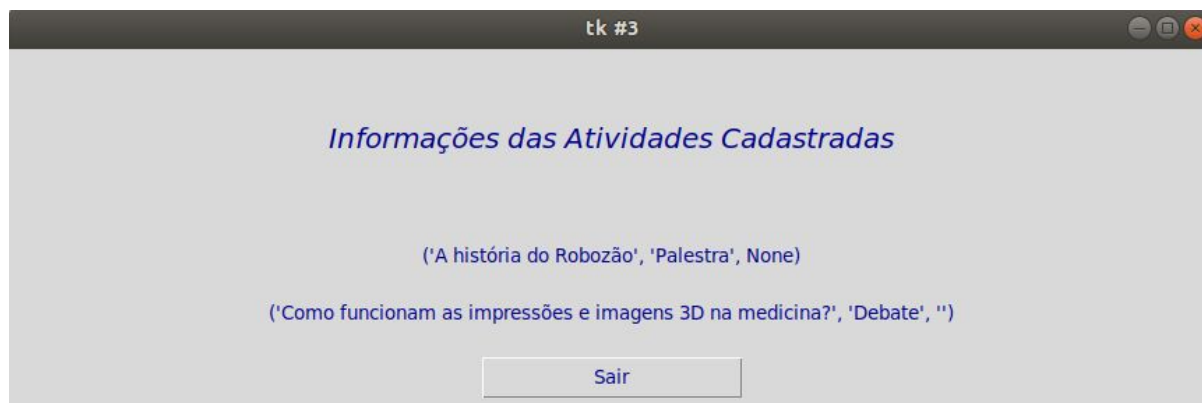 tk #3
Informações das Atividades Cadastradas
('A história do Robozão', 'Palestra', None)
('Como funcionam as impressões e imagens 3D na medicina?', 'Debate', '')
Sair